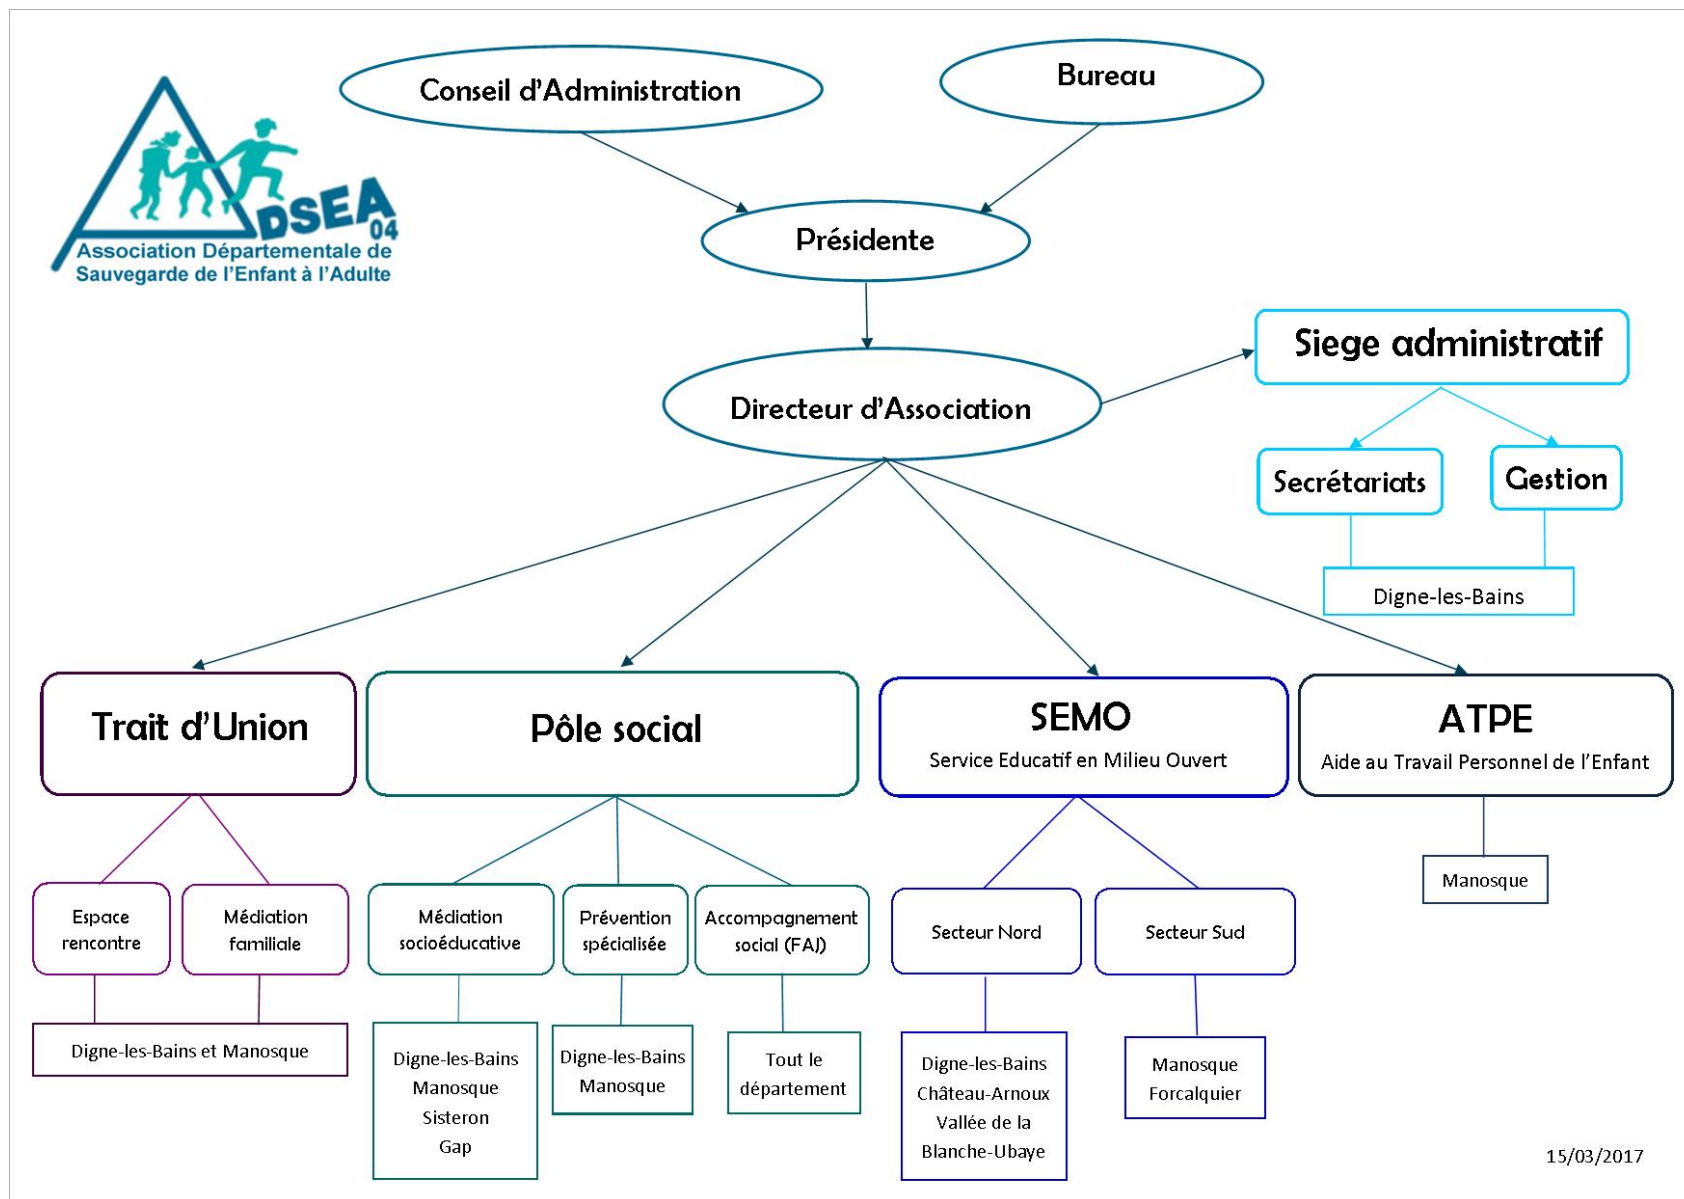 Conseil d'Administration
Bureau
DSEA
04
Association Départementale de
Sauvegarde de l'Enfant à l'Adulte
Présidente
Directeur d'Association
Siege administratif
Secrétariats
Gestion
Digne-les-Bains
Trait d'Union
Pôle social
SEMO
Service Educatif en Milieu Ouvert
ATPE
Aide au Travail Personnel de l'Enfant
Espace
rencontre
Médiation
familiale
Digne-les-Bains et Manosque
Médiation
socioéducative
Prévention
spécialisée
Accompagnement
social (FAJ)
Digne-les-Bains
Manosque
Sisteron
Gap
Digne-les-Bains
Manosque
Tout le
département
Secteur Nord
Secteur Sud
Digne-les-Bains
Château-Arnoux
Vallée de la
Blanche-Ubaye
Manosque
Forcalquier
Manosque
15/03/2017